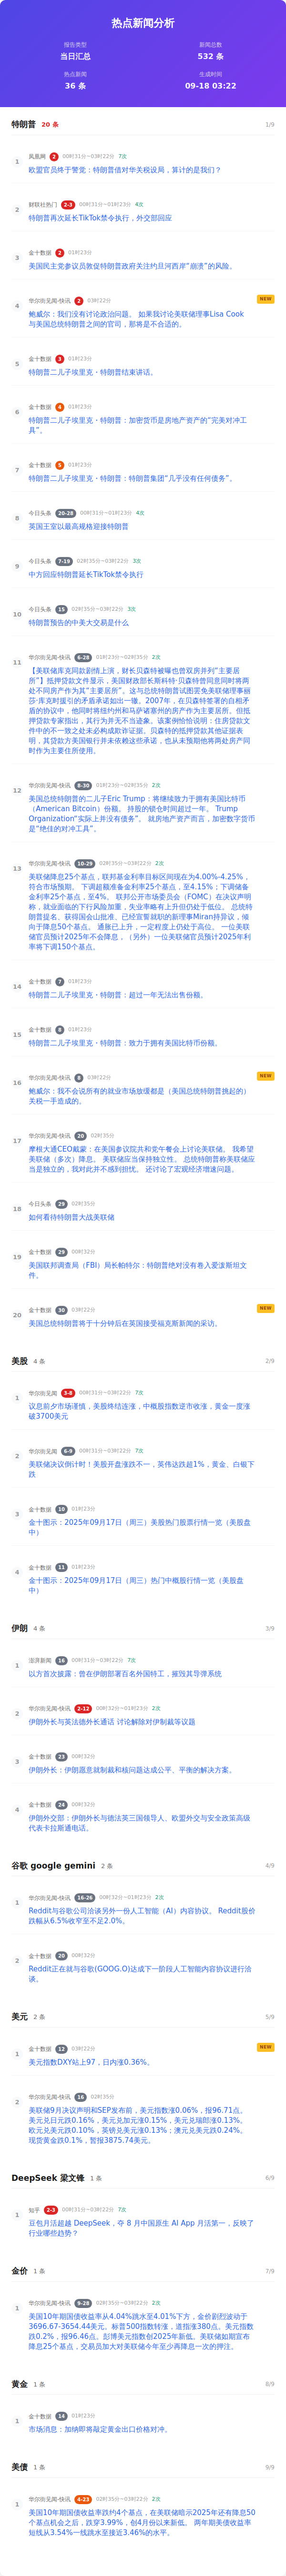 热点新闻分析
报告类型
新闻总数
当日汇总
532 条
热点新闻
生成时间
36 条
09-18 03:22
特朗普 20 条 1/9
1
凤凰网 2 00时31分~03时22分 7次
欧盟官员终于警觉：特朗普借对华关税设局，算计的是我们？
2
财联社热门 2-3 00时31分~01时23分 4次
特朗普再次延长TikTok禁令执行，外交部回应
3
金十数据 2 01时23分
美国民主党参议员敦促特朗普政府关注约旦河西岸“崩溃”的风险。
4
华尔街见闻-快讯 2 03时22分
NEW
鲍威尔：我们没有讨论政治问题。 如果我讨论美联储理事Lisa Cook
与美国总统特朗普之间的官司，那将是不合适的。
5
金十数据 3 01时23分
特朗普二儿子埃里克・特朗普结束讲话。
6
金十数据 4 01时23分
特朗普二儿子埃里克・特朗普：加密货币是房地产资产的“完美对冲工
具”。
7
金十数据 5 01时23分
特朗普二儿子埃里克・特朗普：特朗普集团“几乎没有任何债务”。
8
今日头条 20-28 00时31分~01时23分 4次
英国王室以最高规格迎接特朗普
9
今日头条 7-19 02时35分~03时22分 3次
中方回应特朗普延长TikTok禁令执行
10
今日头条 15 02时35分~03时22分 3次
特朗普预告的中美大交易是什么
11
华尔街见闻-快讯 6-28 01时23分~02时35分 2次
【美联储库克同款剧情上演，财长贝森特被曝也曾双房并列“主要居
所”】抵押贷款文件显示，美国财政部长斯科特·贝森特曾同意同时将两
处不同房产作为其“主要居所”。这与总统特朗普试图罢免美联储理事丽
莎·库克时援引的矛盾承诺如出一辙。2007年，在贝森特签署的自相矛
盾的协议中，他同时将纽约州和马萨诸塞州的房产作为主要居所。但抵
押贷款专家指出，其行为并无不当迹象。该案例恰恰说明：住房贷款文
件中的不一致之处未必构成欺诈证据。贝森特的抵押贷款其他证据表
明，其贷款方美国银行并未依赖这些承诺，也从未预期他将两处房产同
时作为主要住所使用。
12
华尔街见闻-快讯 8-30 01时23分~02时35分 2次
美国总统特朗普的二儿子Eric Trump：将继续致力于拥有美国比特币
（American Bitcoin）份额。 持股的锁仓时间超过一年。 Trump
Organization“实际上并没有债务”。 就房地产资产而言，加密数字货币
是“绝佳的对冲工具”。
13
华尔街见闻-快讯 10-29 02时35分~03时22分 2次
美联储降息25个基点，联邦基金利率目标区间现在为4.00%-4.25%，
符合市场预期。 下调超额准备金利率25个基点，至4.15%；下调储备
金利率25个基点，至4%。 联邦公开市场委员会（FOMC）在决议声明
称，就业面临的下行风险加重，失业率略有上升但仍处于低位。 总统特
朗普提名、获得国会山批准、已经宣誓就职的新理事Miran持异议，倾
向于降息50个基点。 通胀已上升，一定程度上仍处于高位。 一位美联
储官员预计2025年不会降息，（另外）一位美联储官员预计2025年利
率将下调150个基点。
14
金十数据 7 01时23分
特朗普二儿子埃里克・特朗普：超过一年无法出售份额。
15
金十数据 8 01时23分
特朗普二儿子埃里克・特朗普：致力于拥有美国比特币份额。
16
华尔街见闻-快讯 8 03时22分
NEW
鲍威尔：我不会说所有的就业市场放缓都是（美国总统特朗普挑起的）
关税一手造成的。
17
华尔街见闻-快讯 20 02时35分
摩根大通CEO戴蒙：在美国参议院共和党午餐会上讨论美联储。 我希望
美联储（多次）降息。 美联储应当保持独立性。 总统特朗普称美联储应
当是独立的，我对此并不感到担忧。 还讨论了宏观经济增速问题。
18
今日头条 29 02时35分
如何看待特朗普大战美联储
19
金十数据 29 00时32分
美国联邦调查局（FBI）局长帕特尔：特朗普绝对没有卷入爱泼斯坦文
件。
20
金十数据 30 03时22分
NEW
美国总统特朗普将于十分钟后在英国接受福克斯新闻的采访。
美股 4 条 2/9
1
华尔街见闻 3-8 00时31分~03时22分 7次
议息前夕市场谨慎，美股终结连涨，中概股指数逆市收涨，黄金一度涨
破3700美元
2
华尔街见闻 6-9 00时31分~03时22分 7次
美联储决议倒计时！美股开盘涨跌不一，英伟达跌超1%，黄金、白银下
跌
3
金十数据 10 01时23分
金十图示：2025年09月17日（周三）美股热门股票行情一览（美股盘
中）
4
金十数据 11 01时23分
金十图示：2025年09月17日（周三）热门中概股行情一览（美股盘
中）
伊朗 4 条 3/9
1
澎湃新闻 16 00时31分~03时22分 7次
以方首次披露：曾在伊朗部署百名外国特工，摧毁其导弹系统
2
华尔街见闻-快讯 2-12 00时32分~01时23分 2次
伊朗外长与英法德外长通话 讨论解除对伊制裁等议题
3
金十数据 23 00时32分
伊朗外长：伊朗愿意就制裁和核问题达成公平、平衡的解决方案。
4
金十数据 24 00时32分
伊朗外交部：伊朗外长与德法英三国领导人、欧盟外交与安全政策高级
代表卡拉斯通电话。
谷歌 google gemini 2 条 4/9
1
华尔街见闻-快讯 16-26 00时32分~01时23分 2次
Reddit与谷歌公司洽谈另外一份人工智能（AI）内容协议。 Reddit股价
跌幅从6.5%收窄至不足2.0%。
2
金十数据 20 00时32分
Reddit正在就与谷歌(GOOG.O)达成下一阶段人工智能内容协议进行洽
谈。
美元 2 条 5/9
1
金十数据 12 03时22分
NEW
美元指数DXY站上97，日内涨0.36%。
2
华尔街见闻-快讯 16 02时35分
美联储9月决议声明和SEP发布前，美元指数涨0.06%，报96.71点。
美元兑日元跌0.16%，美元兑加元涨0.15%，美元兑瑞郎涨0.13%。
欧元兑美元跌0.10%，英镑兑美元涨0.13%；澳元兑美元跌0.24%。
现货黄金跌0.1%，暂报3875.74美元。
DeepSeek 梁文锋 1 条 6/9
1
知乎 2-3 00时31分~03时22分 7次
豆包月活超越 DeepSeek，夺 8 月中国原生 AI App 月活第一，反映了
行业哪些趋势？
金价 1 条 7/9
1
华尔街见闻-快讯 9-28 02时35分~03时22分 2次
美国10年期国债收益率从4.04%跳水至4.01%下方，金价剧烈波动于
3696.67-3654.44美元。标普500指数转涨，道指涨380点。美元指数
跌0.2%，报96.46点。彭博美元指数创2025年新低。美联储如期宣布
降息25个基点，交易员加大对美联储今年至少再降息一次的押注。
黄金 1 条 8/9
1
金十数据 14 01时23分
市场消息：加纳即将敲定黄金出口价格对冲。
美债 1 条 9/9
1
华尔街见闻-快讯 4-23 02时35分~03时22分 2次
美国10年期国债收益率跌约4个基点，在美联储暗示2025年还有降息50
个基点机会之后，跌穿3.99%，创4月份以来新低。 两年期美债收益率
短线从3.54%一线跳水至接近3.46%的水平。